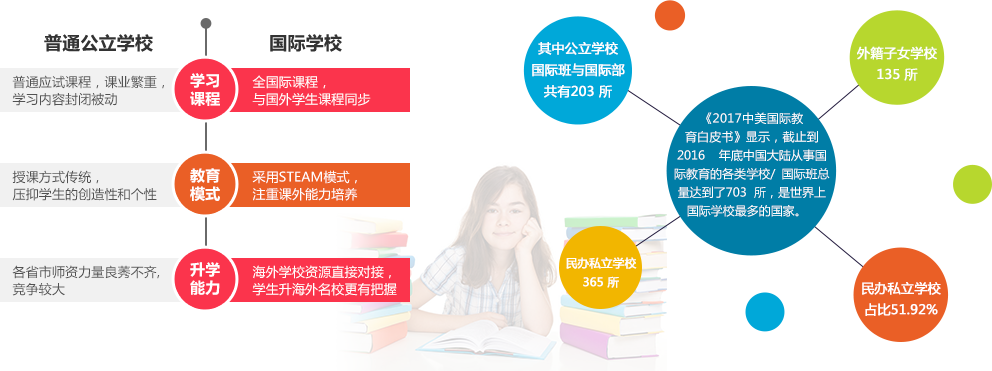 普通公立学校
国际学校
普通应试课程，课业繁重，
学习内容封闭被动
学习
课程
全国际课程，
与国外学生课程同步
授课方式传统，
压抑学生的创造性和个性
教育
模式
采用STEAM模式，
注重课外能力培养
各省市师资力量良莠不齐,
竞争较大
升学
能力
海外学校资源直接对接，
学生升海外名校更有把握
其中公立学校
国际班与国际部
共有203 所
外籍子女学校
135 所
《2017中美国际教
育白皮书》显示，截止到
2016 年底中国大陆从事国
际教育的各类学校/ 国际班总
量达到了703 所，是世界上
国际学校最多的国家。
民办私立学校
365 所
民办私立学校
占比51.92%